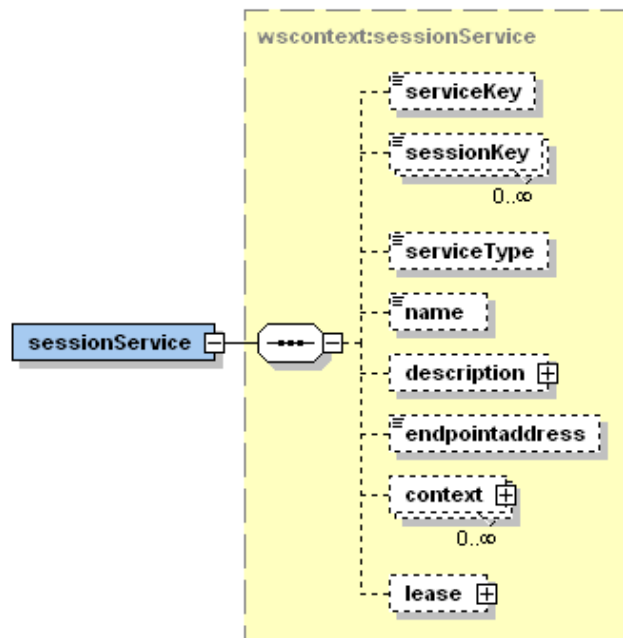 wscontext:sessionService
serviceKey
sessionKey
0..∞
serviceType
name
sessionService
description
endpointaddress
context
0..∞
lease